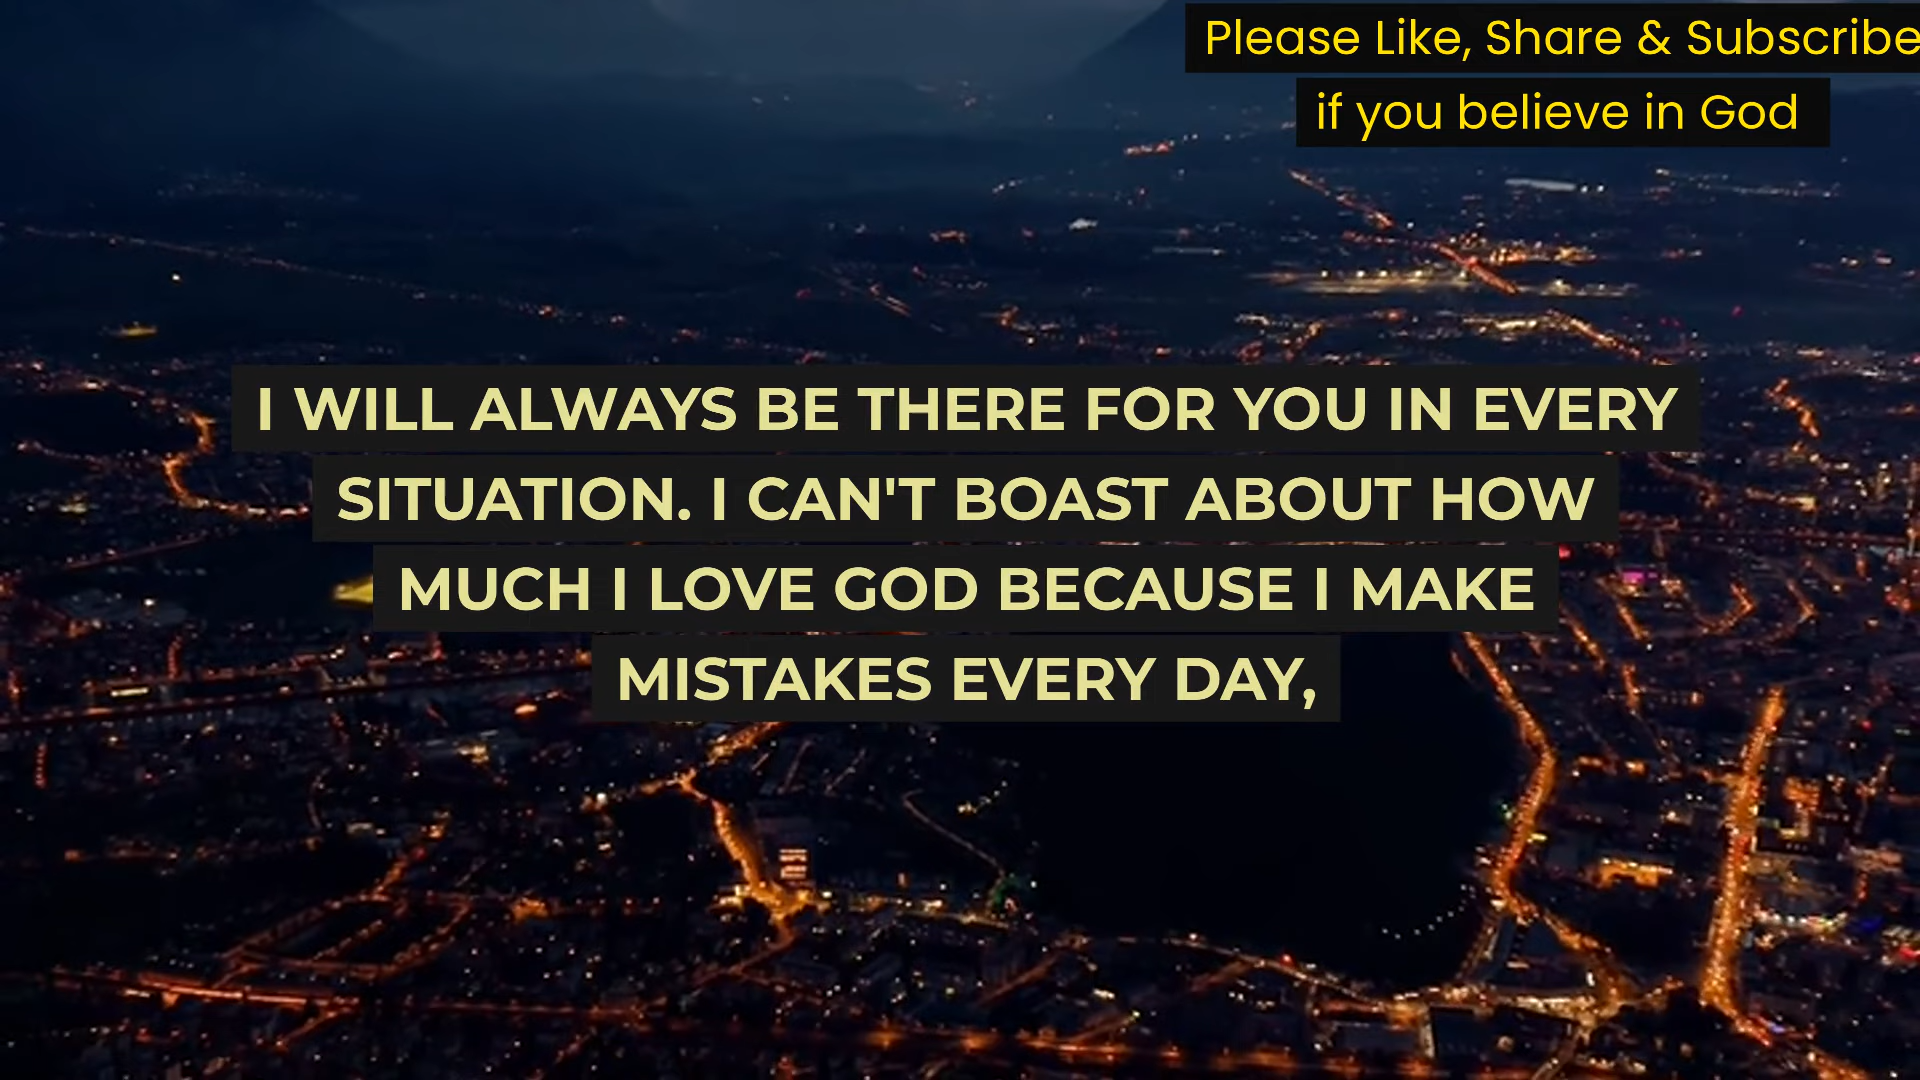 Please Like, Share & Subscribe
if you believe in God
I WILL ALWAYS BE THERE FOR YOU IN EVERY
SITUATION. I CAN'T BOAST ABOUT HOW
MUCH I LOVE GOD BECAUSE I MAKE
MISTAKES EVERY DAY,